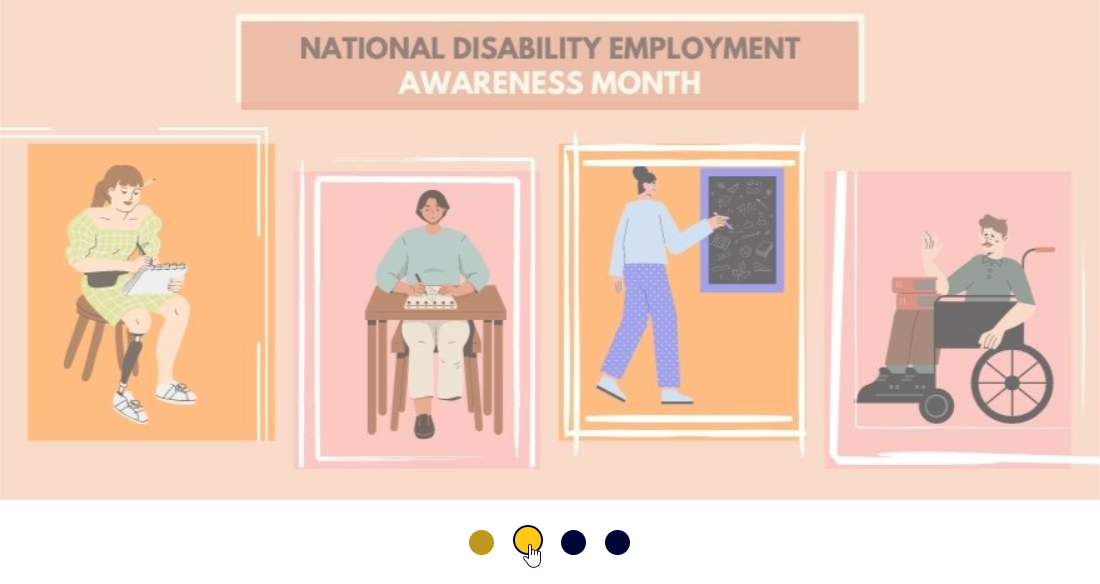 NATIONAL DISABILITY EMPLOYMENT
AWARENESS MONTH